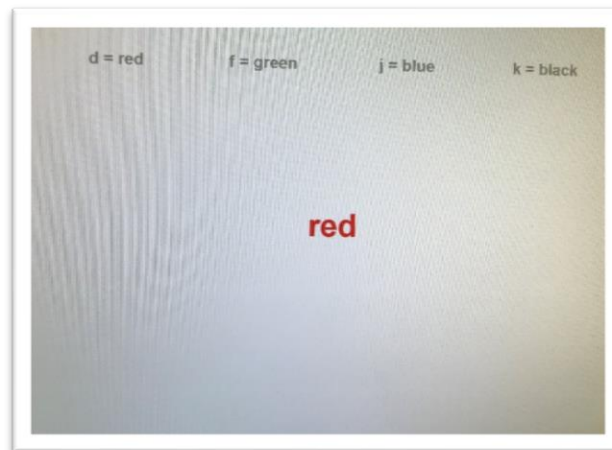 d = red f = green j = blue k = black
red